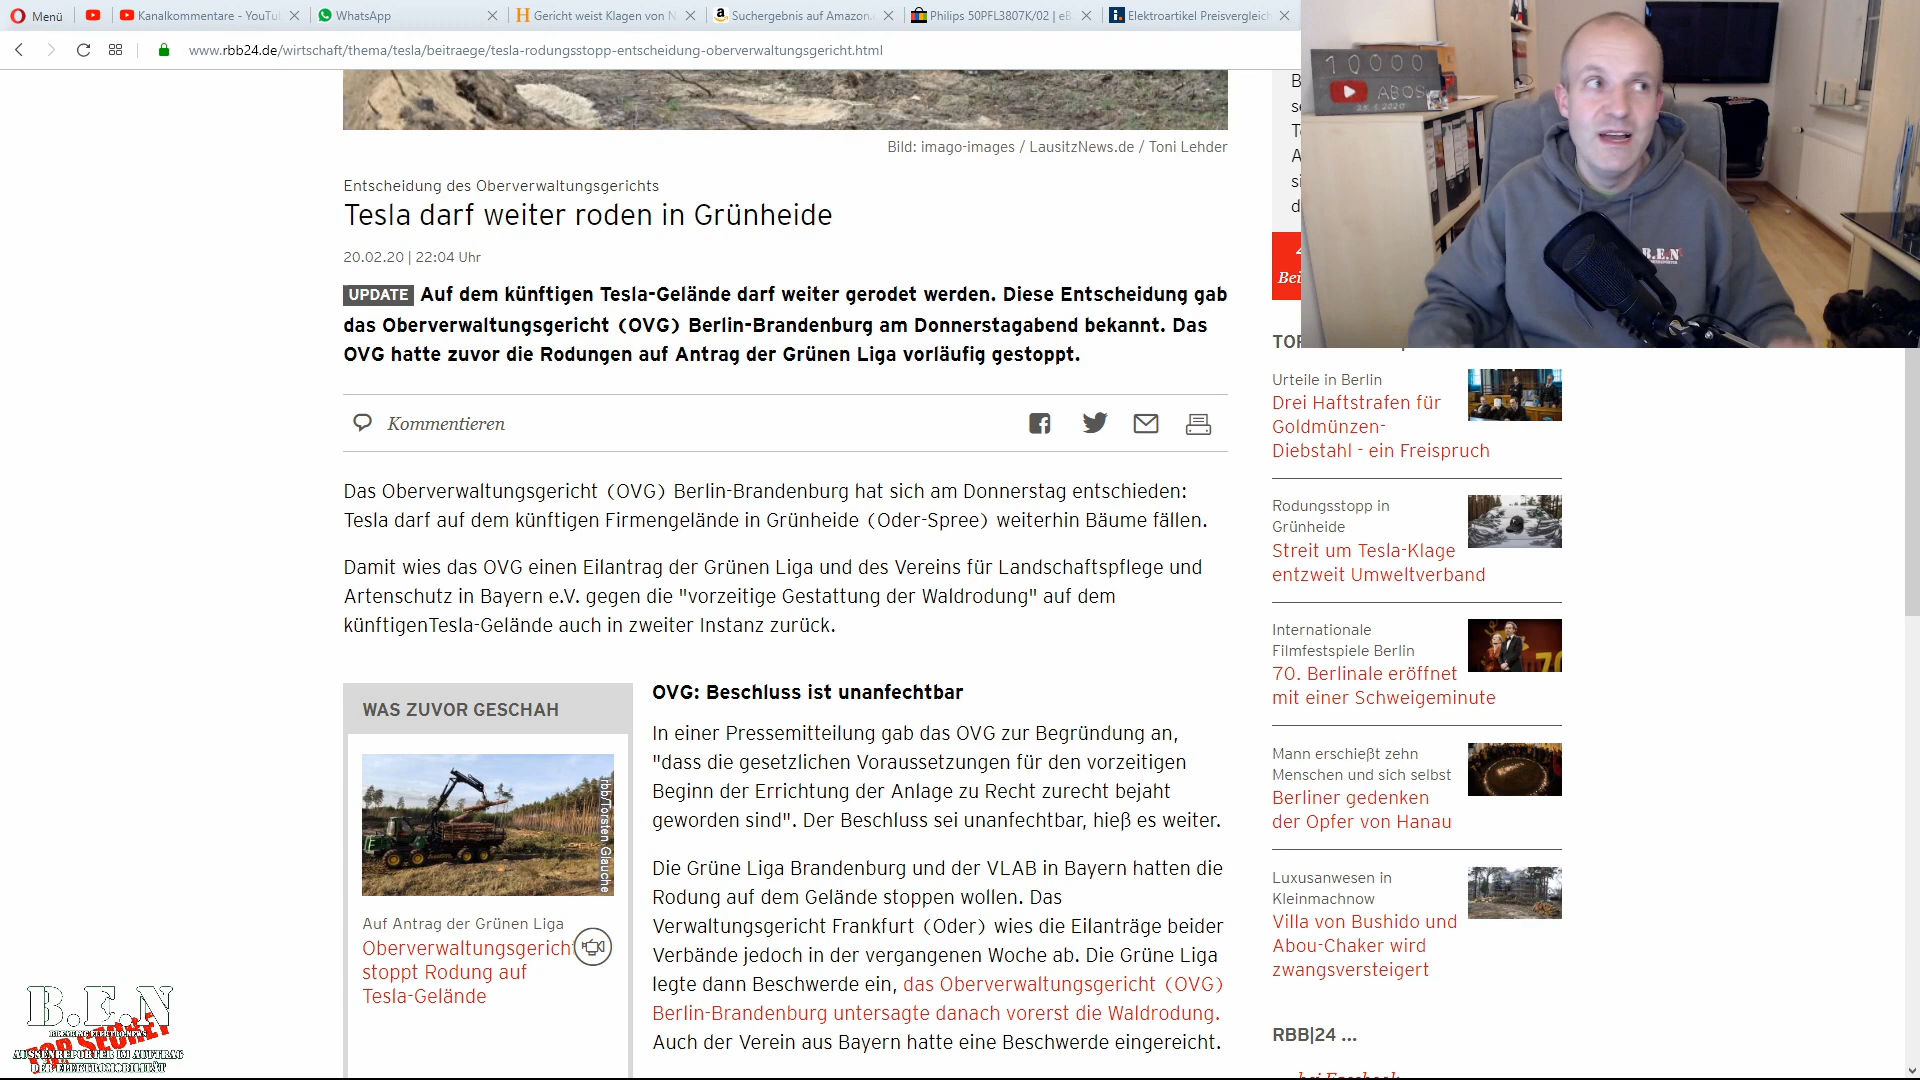 Menü
Kanalkommentare - YouTu
WhatsApp
Gericht weist Klagen von N
Suchergebnis auf Amazon.
Philips 50PFL3807K/02 | eB
Elektroartikel Preisvergleich
www.rbb24.de/wirtschaft/thema/tesla/beitraege/tesla-rodungsstopp-entscheidung-oberverwaltungsgericht.html
10000
ABOS
25.1.2020
B.E.N
Bild: imago-images / LausitzNews.de / Toni Lehder
Entscheidung des Oberverwaltungsgerichts
Tesla darf weiter roden in Grünheide
20.02.20 | 22:04 Uhr
UPDATE Auf dem künftigen Tesla-Gelände darf weiter gerodet werden. Diese Entscheidung gab
das Oberverwaltungsgericht (OVG) Berlin-Brandenburg am Donnerstagabend bekannt. Das
OVG hatte zuvor die Rodungen auf Antrag der Grünen Liga vorläufig gestoppt.
Kommentieren
Das Oberverwaltungsgericht (OVG) Berlin-Brandenburg hat sich am Donnerstag entschieden:
Tesla darf auf dem künftigen Firmengelände in Grünheide (Oder-Spree) weiterhin Bäume fällen.
Damit wies das OVG einen Eilantrag der Grünen Liga und des Vereins für Landschaftspflege und
Artenschutz in Bayern e.V. gegen die "vorzeitige Gestattung der Waldrodung" auf dem
künftigenTesla-Gelände auch in zweiter Instanz zurück.
WAS ZUVOR GESCHAH
rbb/Torsten Glauche
Auf Antrag der Grünen Liga
Oberverwaltungsgericht
stoppt Rodung auf
Tesla-Gelände
OVG: Beschluss ist unanfechtbar
In einer Pressemitteilung gab das OVG zur Begründung an,
"dass die gesetzlichen Voraussetzungen für den vorzeitigen
Beginn der Errichtung der Anlage zu Recht zurecht bejaht
geworden sind". Der Beschluss sei unanfechtbar, hieß es weiter.
Die Grüne Liga Brandenburg und der VLAB in Bayern hatten die
Rodung auf dem Gelände stoppen wollen. Das
Verwaltungsgericht Frankfurt (Oder) wies die Eilanträge beider
Verbände jedoch in der vergangenen Woche ab. Die Grüne Liga
legte dann Beschwerde ein, das Oberverwaltungsgericht (OVG)
Berlin-Brandenburg untersagte danach vorerst die Waldrodung.
Auch der Verein aus Bayern hatte eine Beschwerde eingereicht.
Bei
TOP
Urteile in Berlin
Drei Haftstrafen für
Goldmünzen-
Diebstahl - ein Freispruch
Rodungsstopp in
Grünheide
Streit um Tesla-Klage
entzweit Umweltverband
Internationale
Filmfestspiele Berlin
70. Berlinale eröffnet
mit einer Schweigeminute
70
Mann erschießt zehn
Menschen und sich selbst
Berliner gedenken
der Opfer von Hanau
Luxusanwesen in
Kleinmachnow
Villa von Bushido und
Abou-Chaker wird
zwangsversteigert
RBB|24 ...
bei Facebook
B.E.N
TOP SECRET
AUSSENREPORTER IM AUFTRAG
DER ELEKTROMOBILITÄT